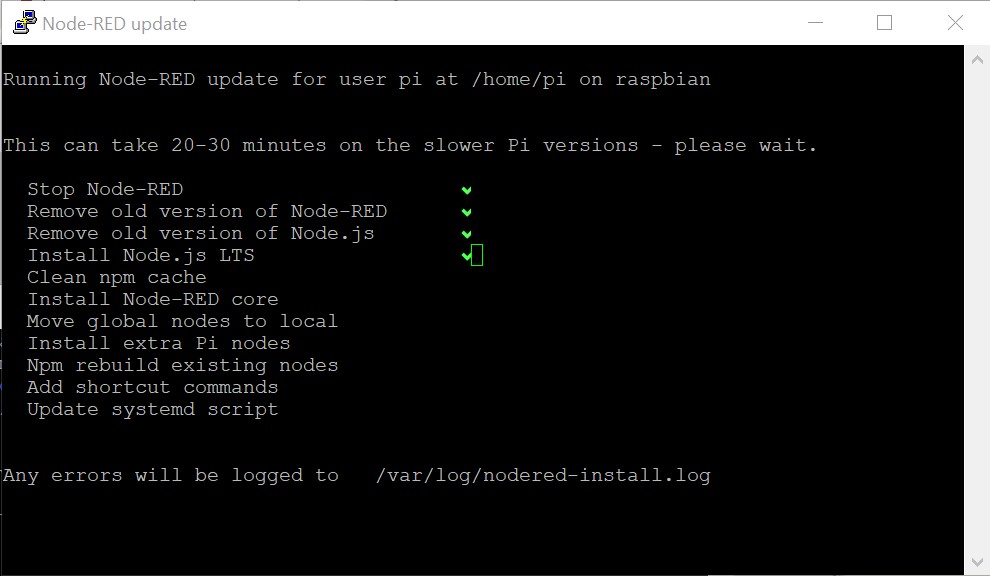 Node-RED update
Running Node-RED update for user pi at /home/pi on raspbian
This can take 20-30 minutes on the slower Pi versions - please wait.
Stop Node-RED ✔
Remove old version of Node-RED ✔
Remove old version of Node.js ✔
Install Node.js LTS ✔
Clean npm cache
Install Node-RED core
Move global nodes to local
Install extra Pi nodes
Npm rebuild existing nodes
Add shortcut commands
Update systemd script
Any errors will be logged to /var/log/nodered-install.log